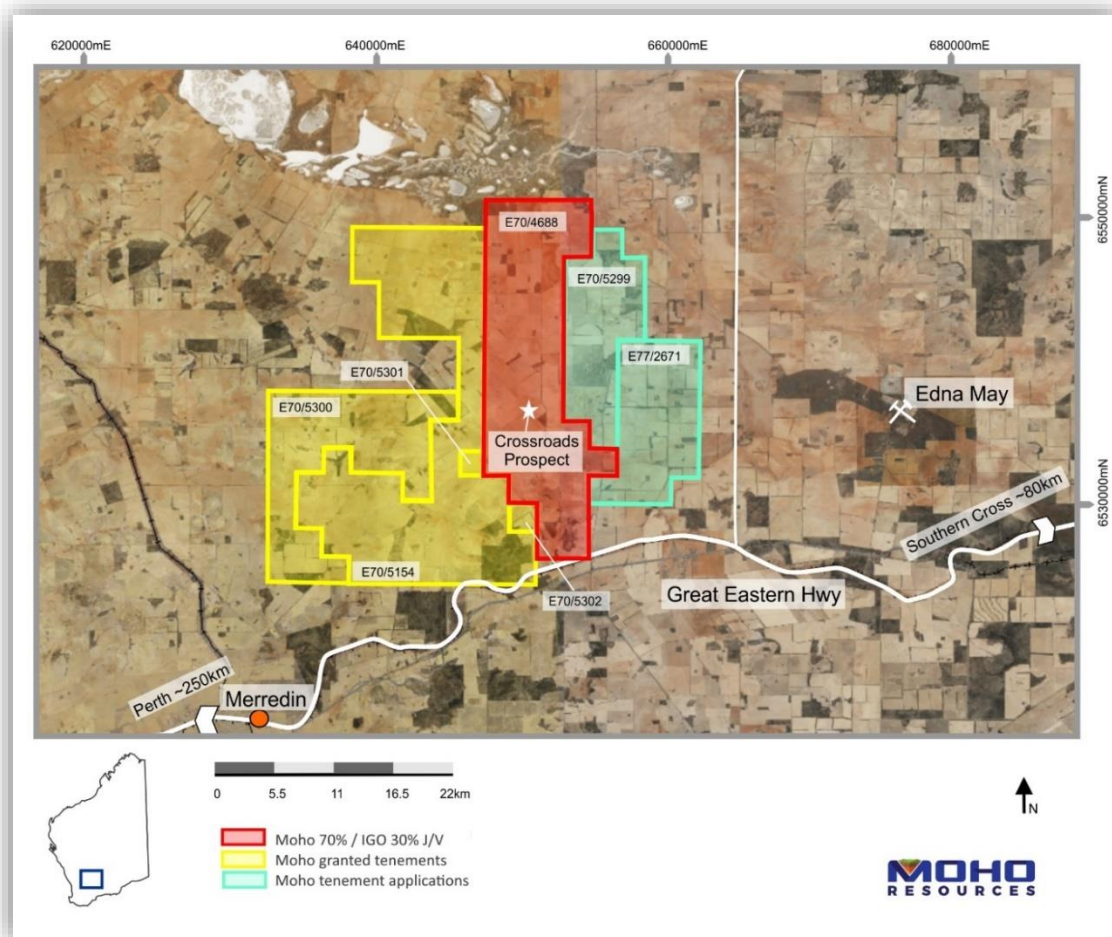 620000mE
640000mE
660000mE
680000mE
6550000mN
E70/4688
E70/5299
E77/2671
E70/5301
E70/5300
Edna May
Crossroads
Prospect
6530000mN
Southern Cross ~80km
E70/5154
E70/5302
Great Eastern Hwy
Perth ~250km
Merredin
0 5.5 11 16.5 22km
N
Moho 70% / IGO 30% J/V
Moho granted tenements
Moho tenement applications
MOHO
RESOURCES